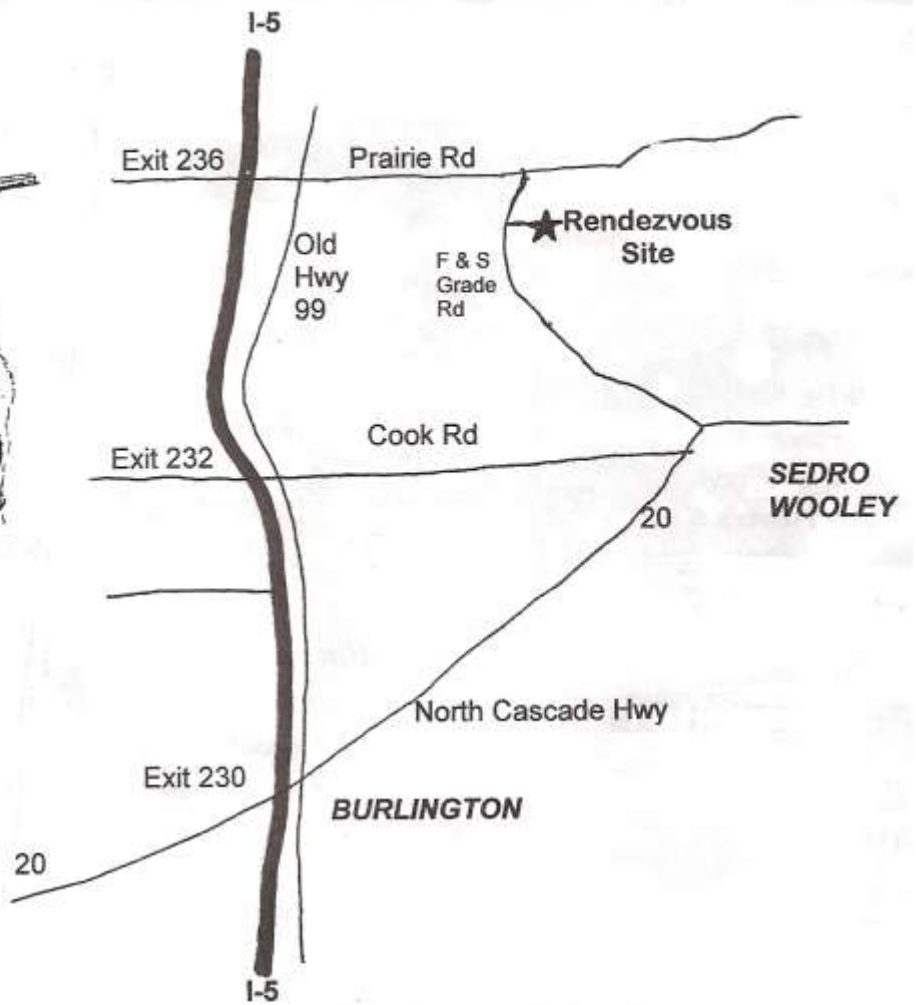 I-5
Exit 236
Prairie Rd
Rendezvous
Site
Old
Hwy
99
F & S
Grade
Rd
Cook Rd
Exit 232
SEDRO
WOOLEY
20
North Cascade Hwy
Exit 230
BURLINGTON
20
I-5